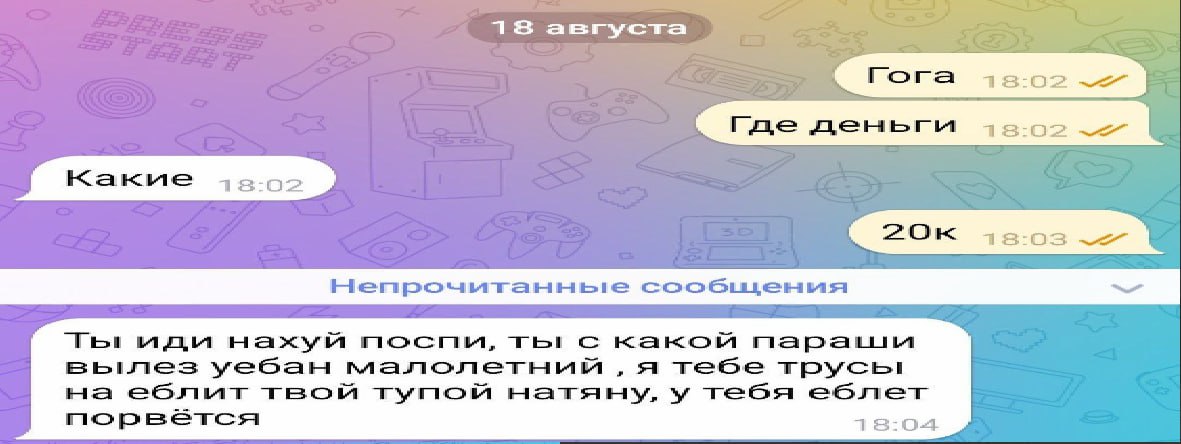 PRESS
START
18 августа
Гога 18:02
Где деньги 18:02
Какие 18:02
3D
20к 18:03
Непрочитанные сообщения
Ты иди нахуй поспи, ты с какой параши
вылез уебан малолетний , я тебе трусы
на еблит твой тупой натяну, у тебя еблет
порвётся 18:04